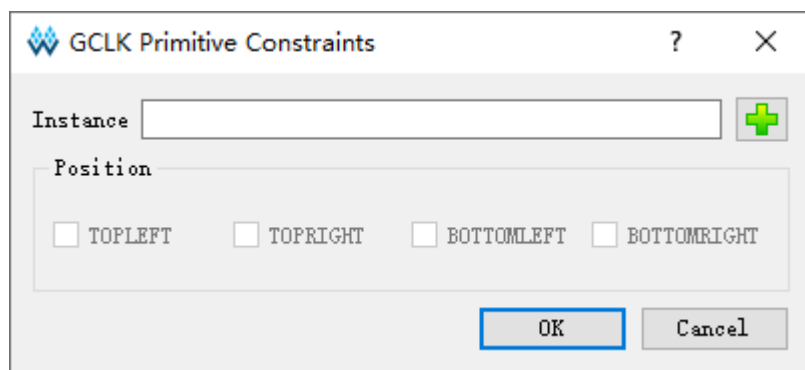 GCLK Primitive Constraints ?
Instance
Position
TOPLEFT TOPRIGHT BOTTOMLEFT BOTTOMRIGHT
OK Cancel